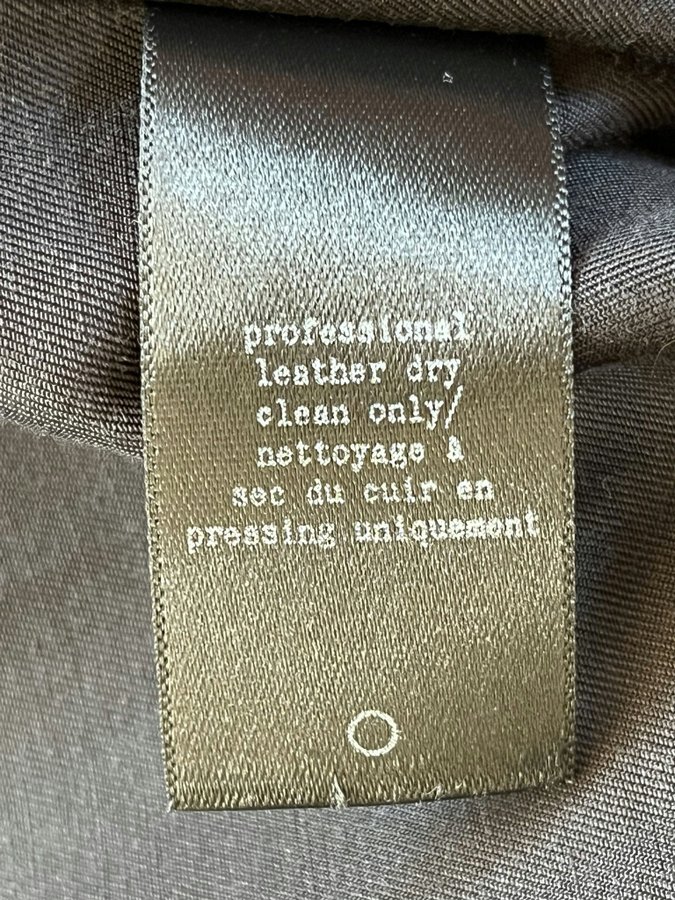 professional
leather dry
clean only/
nettoyage à
sec du cuir en
pressing uniquement